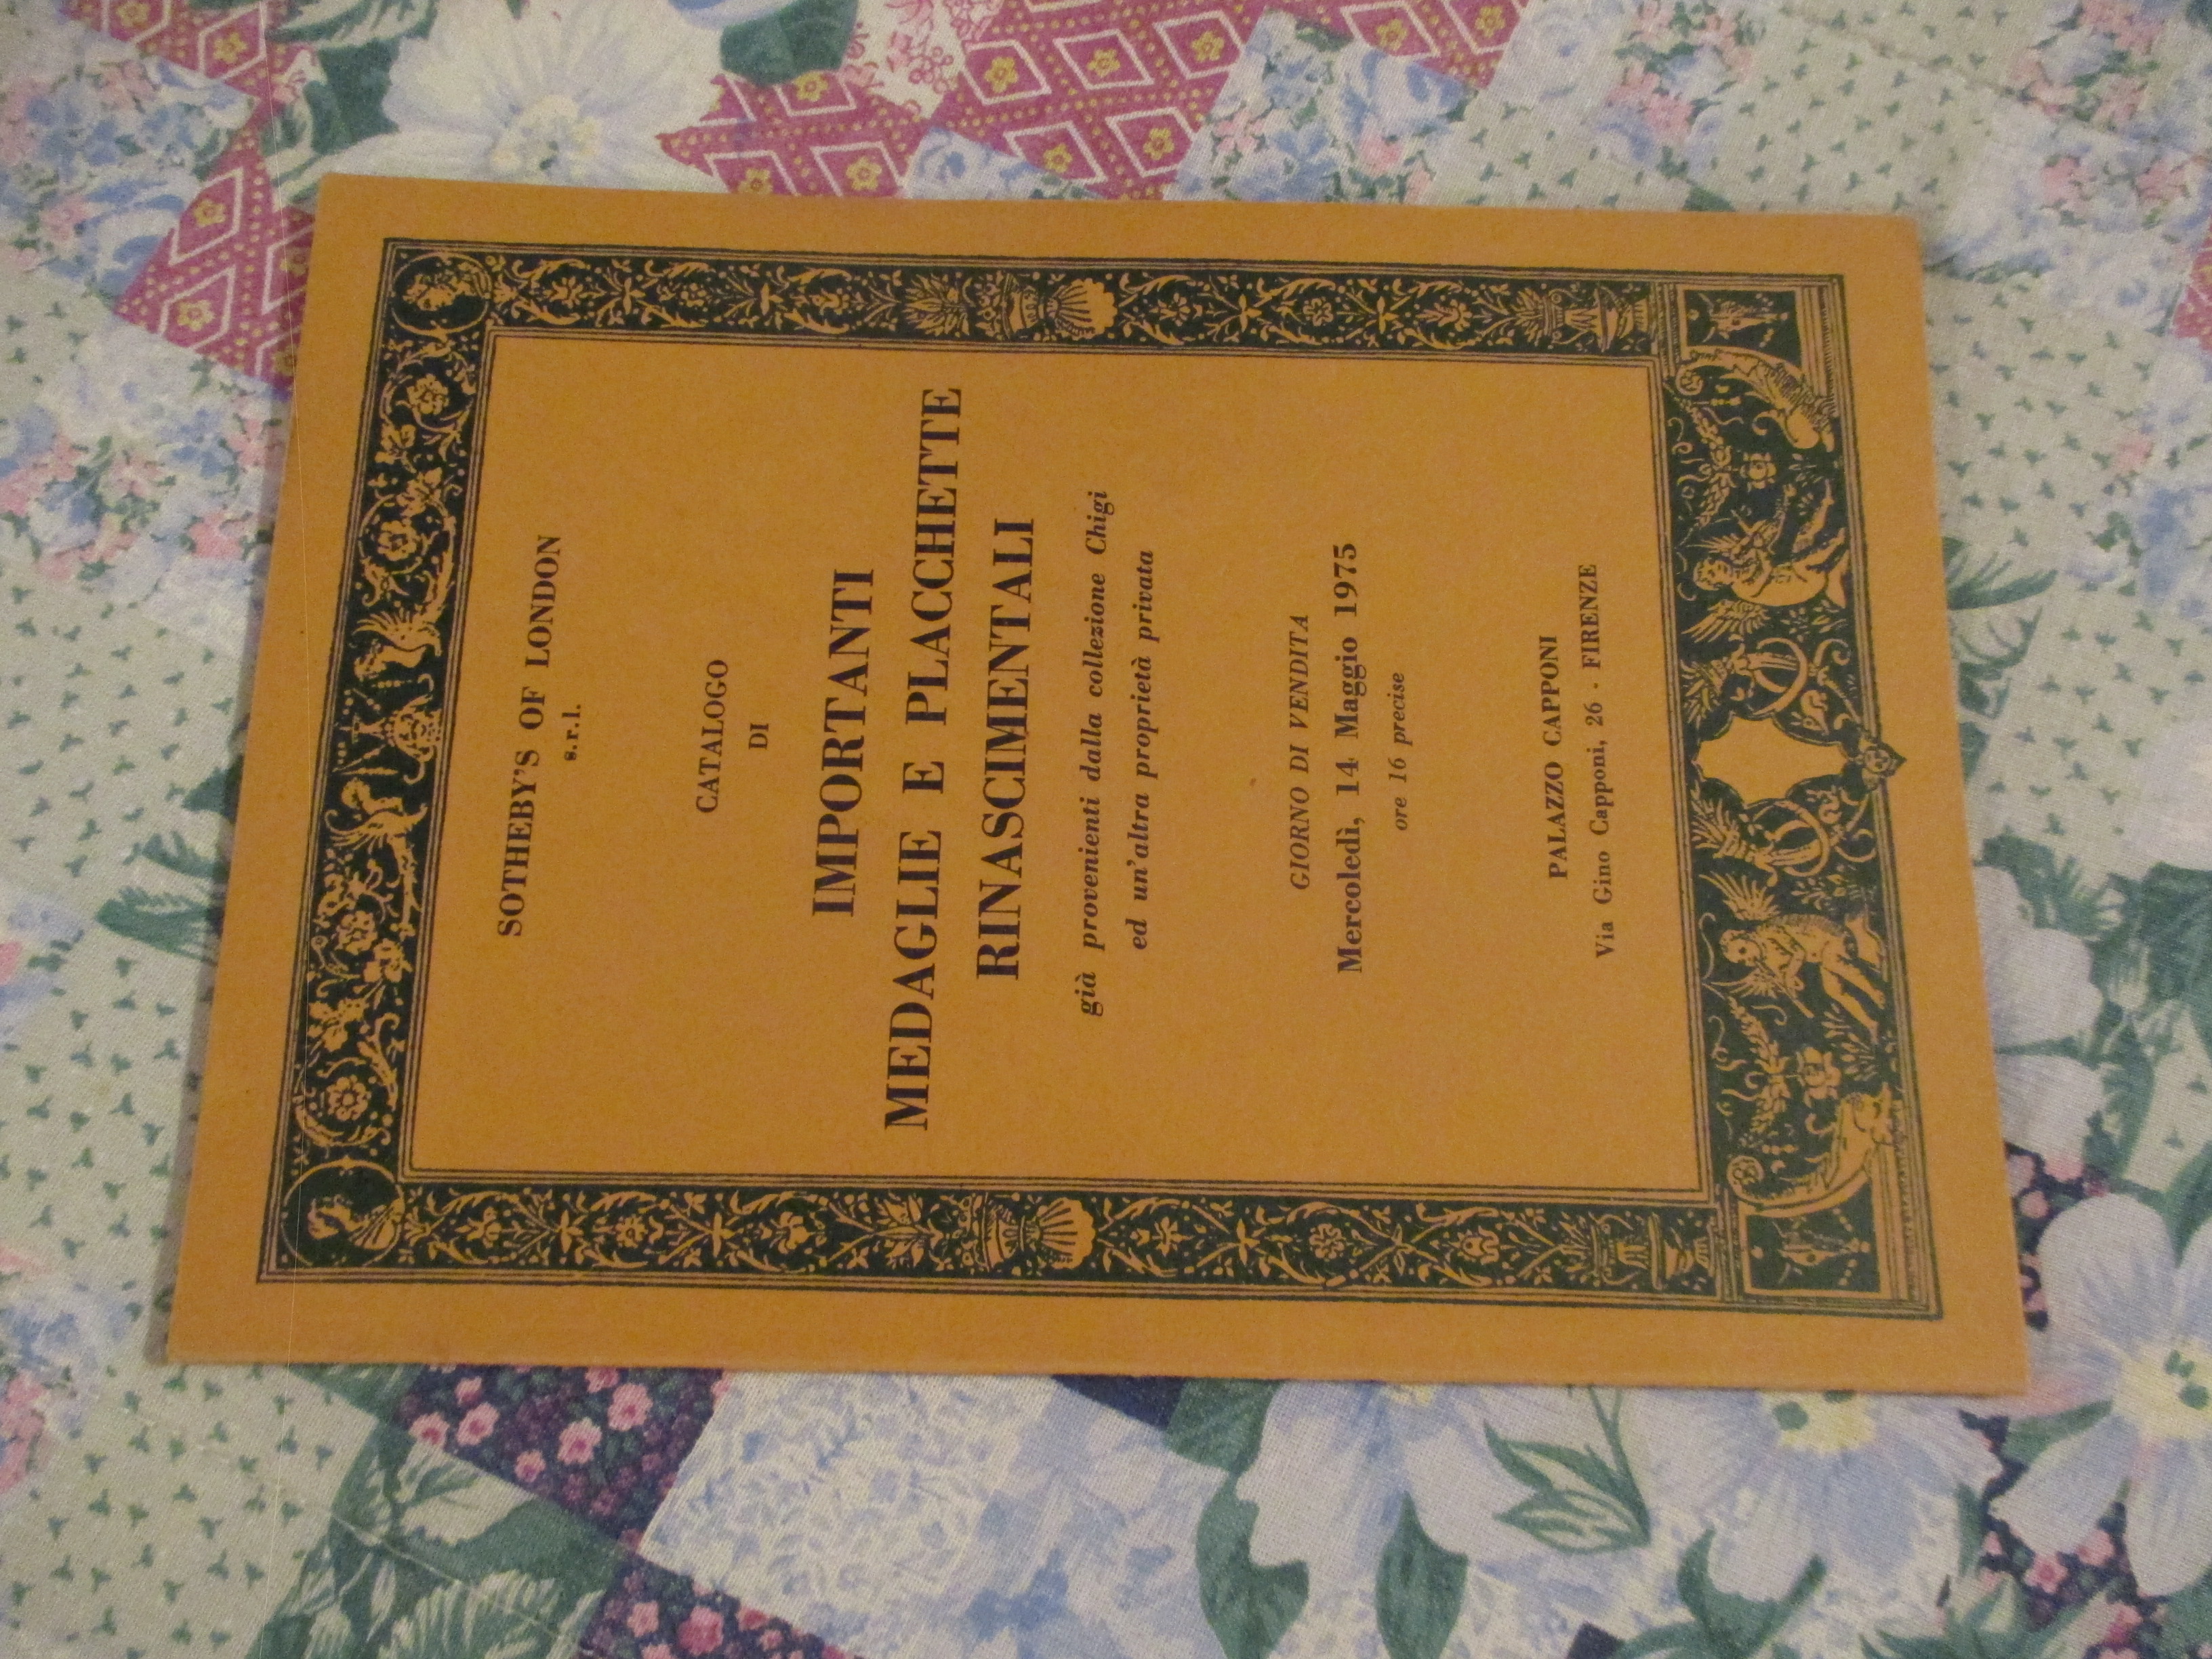 SOTHEBY'S OF LONDON
s.r.l.
CATALOGO
DI
IMPORTANTI
MEDAGLIE E PLACCHETTE
RINASCIMENTALI
già provenienti dalla collezione Chigi
ed un'altra proprietà privata
GIORNO DI VENDITA
Mercoledì, 14 Maggio 1975
ore 16 precise
PALAZZO CAPPONI
Via Gino Capponi, 26 - FIRENZE